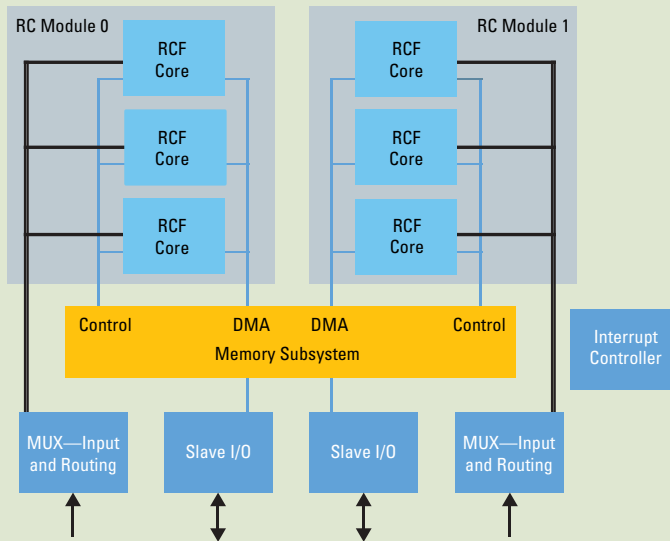 RC Module 0
RC Module 1
RCF
Core
RCF
Core
RCF
Core
RCF
Core
RCF
Core
RCF
Core
Control
DMA
DMA
Control
Memory Subsystem
Interrupt
Controller
MUX—Input
and Routing
Slave I/O
Slave I/O
MUX—Input
and Routing